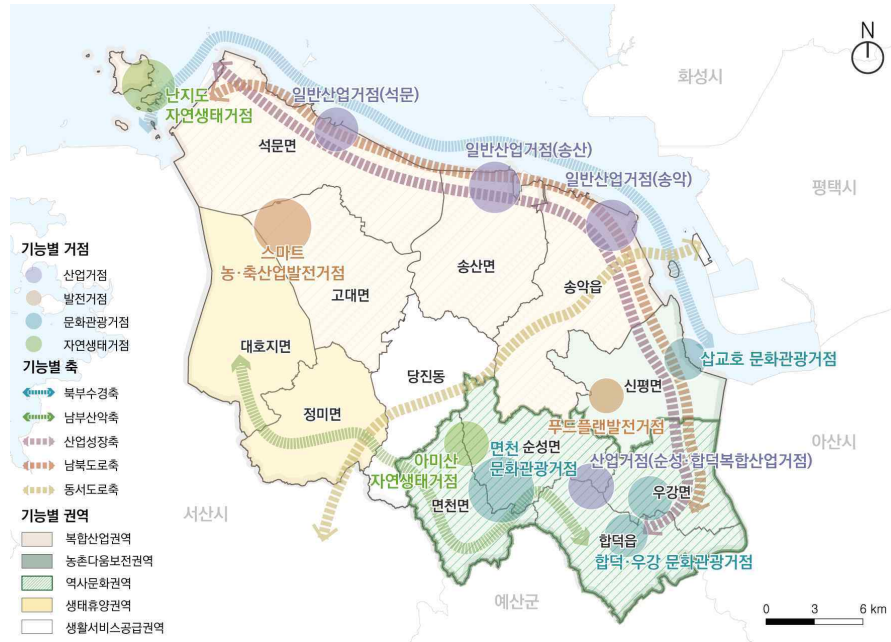 N
화성시
난지도
자연생태거점
일반산업거점(석문)
석문면
일반산업거점(송산)
일반산업거점(송악)
평택시
기능별 거점
산업거점
발전거점
문화관광거점
자연생태거점
스마트
농·축산업발전거점
고대면
송산면
송악읍
기능별 축
북부수경축
남부산악축
산업성장축
남북도로축
동서도로축
대호지면
당진동
삽교호 문화관광거점
신평면
정미면
푸드플랜발전거점
아산시
면천
문화관광거점
순성면
아미산
자연생태거점
산업거점(순성·합덕복합산업거점)
면천면
우강면
서산시
합덕읍
합덕·우강 문화관광거점
기능별 권역
복합산업권역
농촌다움보전권역
역사문화권역
생태휴양권역
생활서비스공급권역
예산군
0 3 6 km